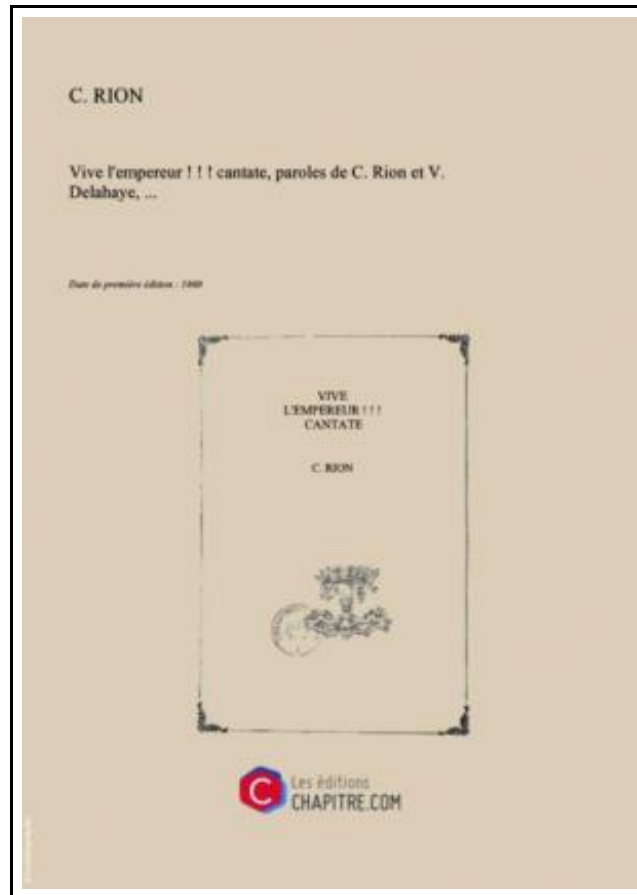 C. RION
Vive l'empereur ! ! ! cantate, paroles de C. Rion et V.
Delahaye, ...
Date de première édition :
VIVE
L'EMPEREUR ! ! !
CANTATE
C. RION
C
Les éditions
CHAPITRE.COM